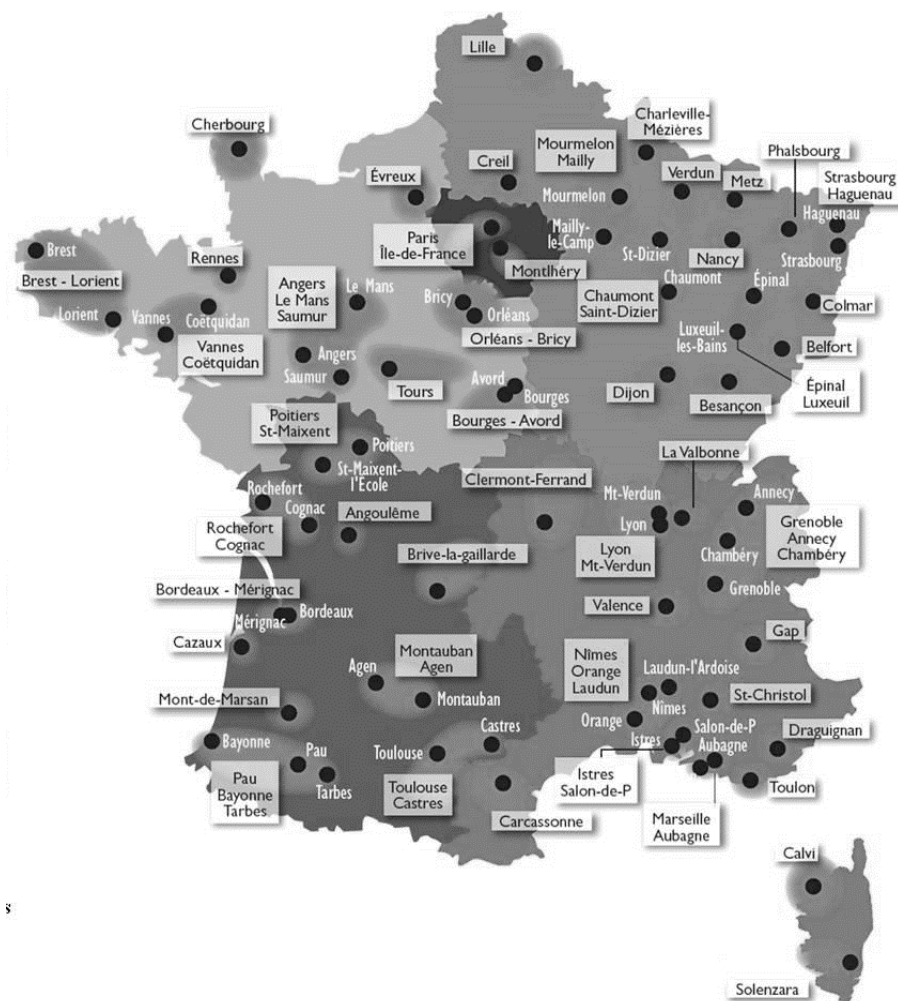 Lille
Cherbourg
Charleville-
Mézières
Mourmelon
Mailly
Phalsbourg
Creil
Évreux
Verdun
Metz
Strasbourg
Haguenau
Mourmelon
Haguenau
Paris
Île-de-France
Mailly-
le-Camp
Brest
St-Dizier
Nancy
Strasbourg
Montlhéry
Rennes
Brest - Lorient
Angers
Le Mans
Saumur
Le Mans
Bricy
Chaumont
Épinal
Chaumont
Saint-Dizier
Colmar
Lorient
Vannes
Coëtquidan
Orléans
Orléans - Bricy
Luxeuil-
les-Bains
Vannes
Coëtquidan
Angers
Belfort
Saumur
Tours
Avord
Bourges
Dijon
Besançon
Épinal
Luxeuil
Bourges - Avord
Poitiers
St-Maixent
Poitiers
La Valbonne
St-Maixent-
l'École
Clermont-Ferrand
Rochefort
Mt-Verdun
Annecy
Cognac
Angoulême
Lyon
Rochefort
Cognac
Grenoble
Annecy
Chambéry
Brive-la-gaillarde
Lyon
Mt-Verdun
Chambéry
Bordeaux - Mérignac
Grenoble
Mérignac
Bordeaux
Valence
Cazaux
Gap
Montauban
Agen
Nîmes
Orange
Laudun
Agen
Laudun-l'Ardoise
Mont-de-Marsan
Montauban
St-Christol
Nîmes
Orange
Castres
Salon-de-P
Draguignan
Bayonne
Pau
Toulouse
Istres
Aubagne
Pau
Bayonne
Tarbes
Tarbes
Toulouse
Castres
Istres
Salon-de-P
Toulon
Carcassonne
Marseille
Aubagne
Calvi
s
Solenzara